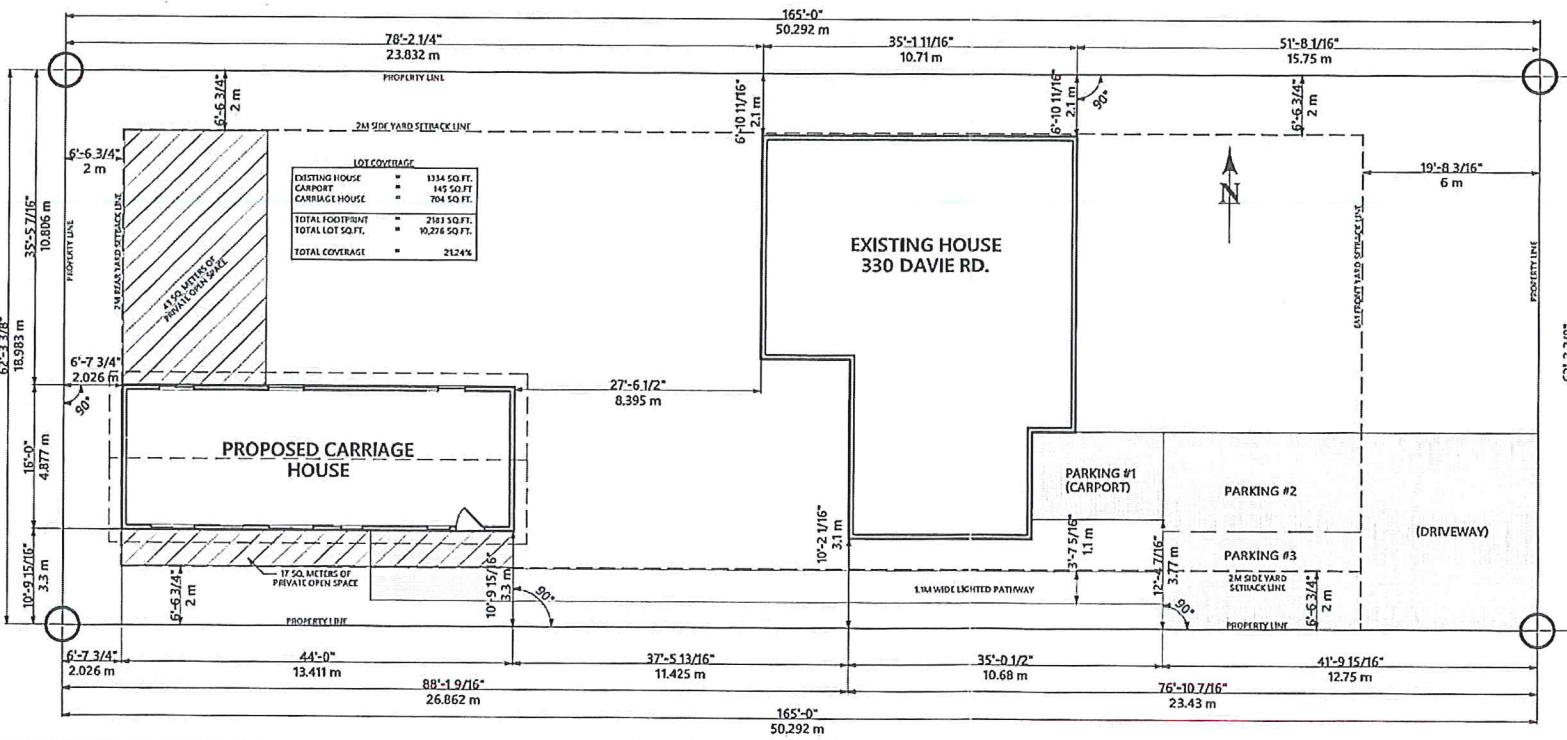 165'-0"
50.292 m
78'-2 1/4"
23.832 m
35'-1 11/16"
10.71 m
51'-8 1/16"
15.75 m
PROPERTY LINE
6'-6 3/4"
2 m
6'-10 11/16"
2.1 m
6'-10 11/16"
2.1 m
90°
6'-6 3/4"
2 m
2M SIDE YARD SETBACK LINE
6'-6 3/4"
2 m
19'-8 3/16"
6 m
N
LOT COVERAGE
EXISTING HOUSE = 1334 SQ.FT.
CARPORT = 145 SQ.FT
CARRIAGE HOUSE = 704 SQ.FT.
TOTAL FOOTPRINT = 2183 SQ.FT.
TOTAL LOT SQ.FT. = 10,276 SQ.FT.
TOTAL COVERAGE = 21.24%
35'-5 7/16"
10.806 m
PROPERTY LINE
2M REAR YARD SETBACK LINE
SQ. METERS OF
PRIVATE OPEN SPACE
EXISTING HOUSE
330 DAVIE RD.
6M FRONT YARD SETBACK LINE
PROPERTY LINE
62'-3 3/8"
18.983 m
6'-7 3/4"
2.026 m
90°
27'-6 1/2"
8.395 m
16'-0"
4.877 m
PROPOSED CARRIAGE
HOUSE
PARKING #1
(CARPORT)
PARKING #2
(DRIVEWAY)
PARKING #3
10'-9 15/16"
3.3 m
17 SQ. METERS OF
PRIVATE OPEN SPACE
6'-6 3/4"
2 m
10'-9 15/16"
3.3 m
90°
10'-2 1/16"
3.1 m
3'-7 5/16"
1.1 m
12'-4 7/16"
3.77 m
1.1M WIDE LIGHTED PATHWAY
2M SIDE YARD
SETBACK LINE
6'-6 3/4"
2 m
90°
PROPERTY LINE
PROPERTY LINE
6'-7 3/4"
2.026 m
44'-0"
13.411 m
37'-5 13/16"
11.425 m
35'-0 1/2"
10.68 m
41'-9 15/16"
12.75 m
88'-1 9/16"
26.862 m
76'-10 7/16"
23.43 m
165'-0"
50.292 m